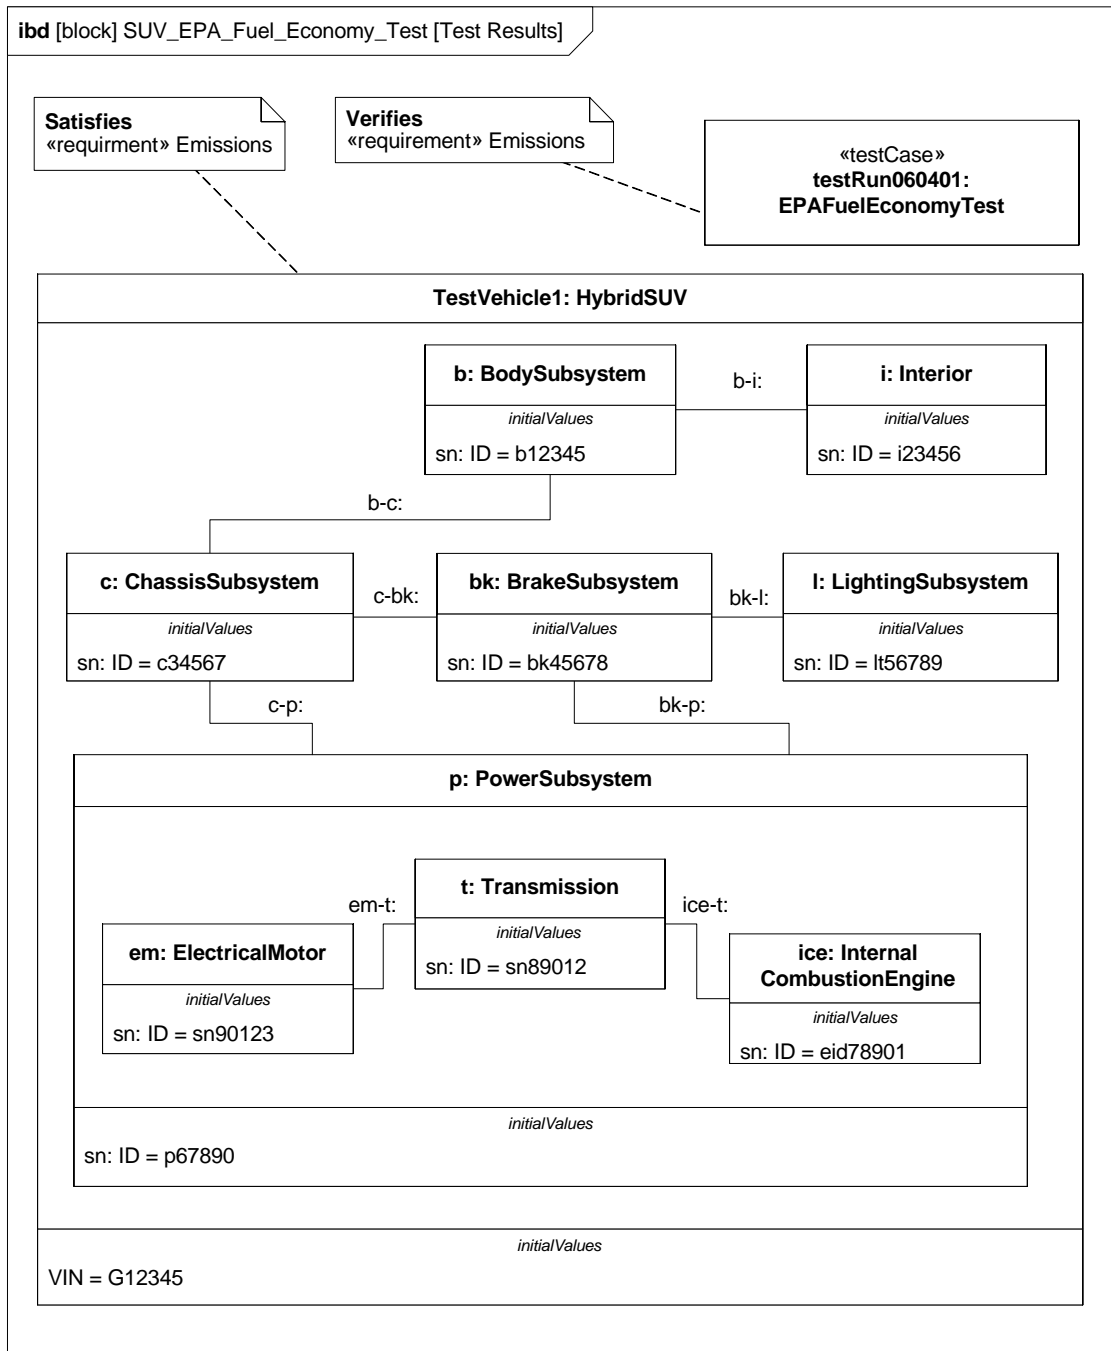 ibd [block] SUV_EPA_Fuel_Economy_Test [Test Results]
Satisfies
«requirment» Emissions
Verifies
«requirement» Emissions
«testCase»
testRun060401:
EPAFuelEconomyTest
TestVehicle1: HybridSUV
b: BodySubsystem
initialValues
sn: ID = b12345
b-i:
i: Interior
initialValues
sn: ID = i23456
b-c:
c: ChassisSubsystem
initialValues
sn: ID = c34567
c-bk:
bk: BrakeSubsystem
initialValues
sn: ID = bk45678
bk-l:
l: LightingSubsystem
initialValues
sn: ID = lt56789
c-p:
bk-p:
p: PowerSubsystem
em: ElectricalMotor
initialValues
sn: ID = sn90123
em-t:
t: Transmission
initialValues
sn: ID = sn89012
ice-t:
ice: Internal
CombustionEngine
initialValues
sn: ID = eid78901
initialValues
sn: ID = p67890
initialValues
VIN = G12345